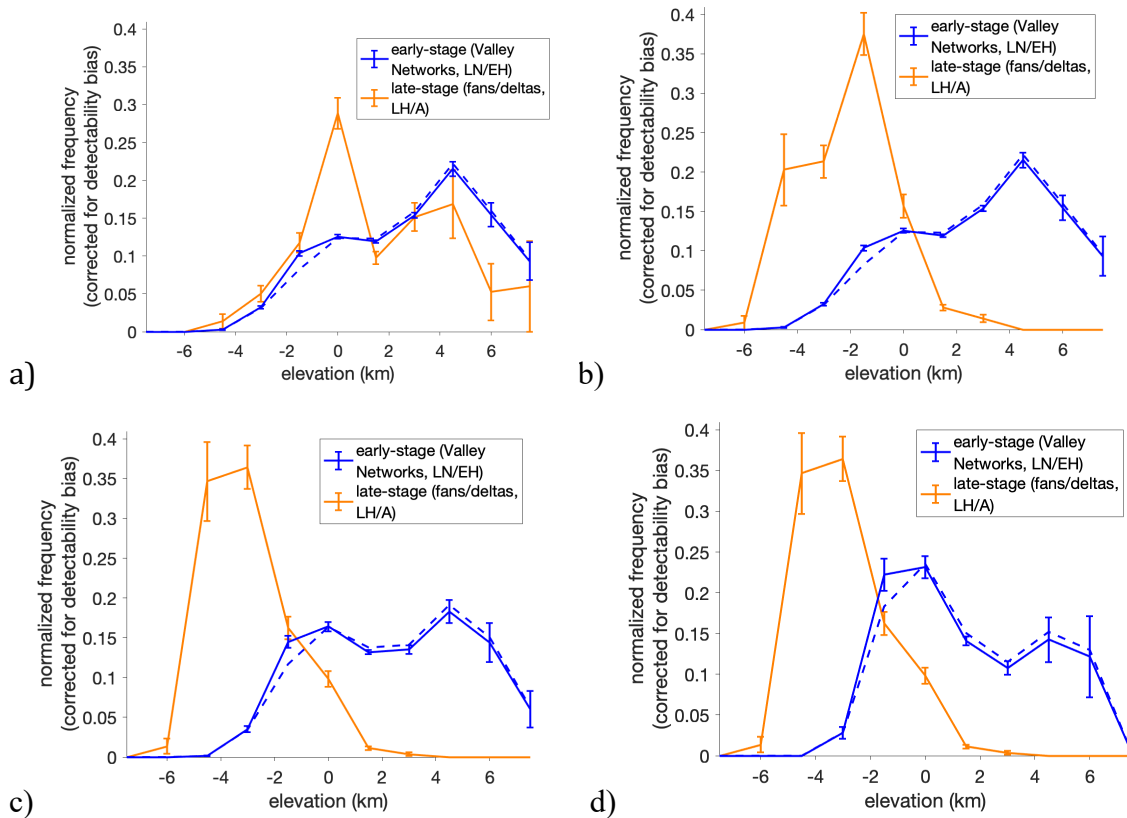 0.4
0.35
0.3
0.25
0.2
0.15
0.1
0.05
0
-6
-4
-2
0
2
4
6
elevation (km)
normalized frequency
(corrected for detectability bias)
early-stage (Valley
Networks, LN/EH)
late-stage (fans/deltas,
LH/A)
a)
0.4
0.35
0.3
0.25
0.2
0.15
0.1
0.05
0
-6
-4
-2
0
2
4
6
elevation (km)
normalized frequency
(corrected for detectability bias)
early-stage (Valley
Networks, LN/EH)
late-stage (fans/deltas,
LH/A)
b)
0.4
0.35
0.3
0.25
0.2
0.15
0.1
0.05
0
-6
-4
-2
0
2
4
6
elevation (km)
normalized frequency
(corrected for detectability bias)
early-stage (Valley
Networks, LN/EH)
late-stage (fans/deltas,
LH/A)
c)
0.4
0.35
0.3
0.25
0.2
0.15
0.1
0.05
0
-6
-4
-2
0
2
4
6
elevation (km)
normalized frequency
(corrected for detectability bias)
early-stage (Valley
Networks, LN/EH)
late-stage (fans/deltas,
LH/A)
d)